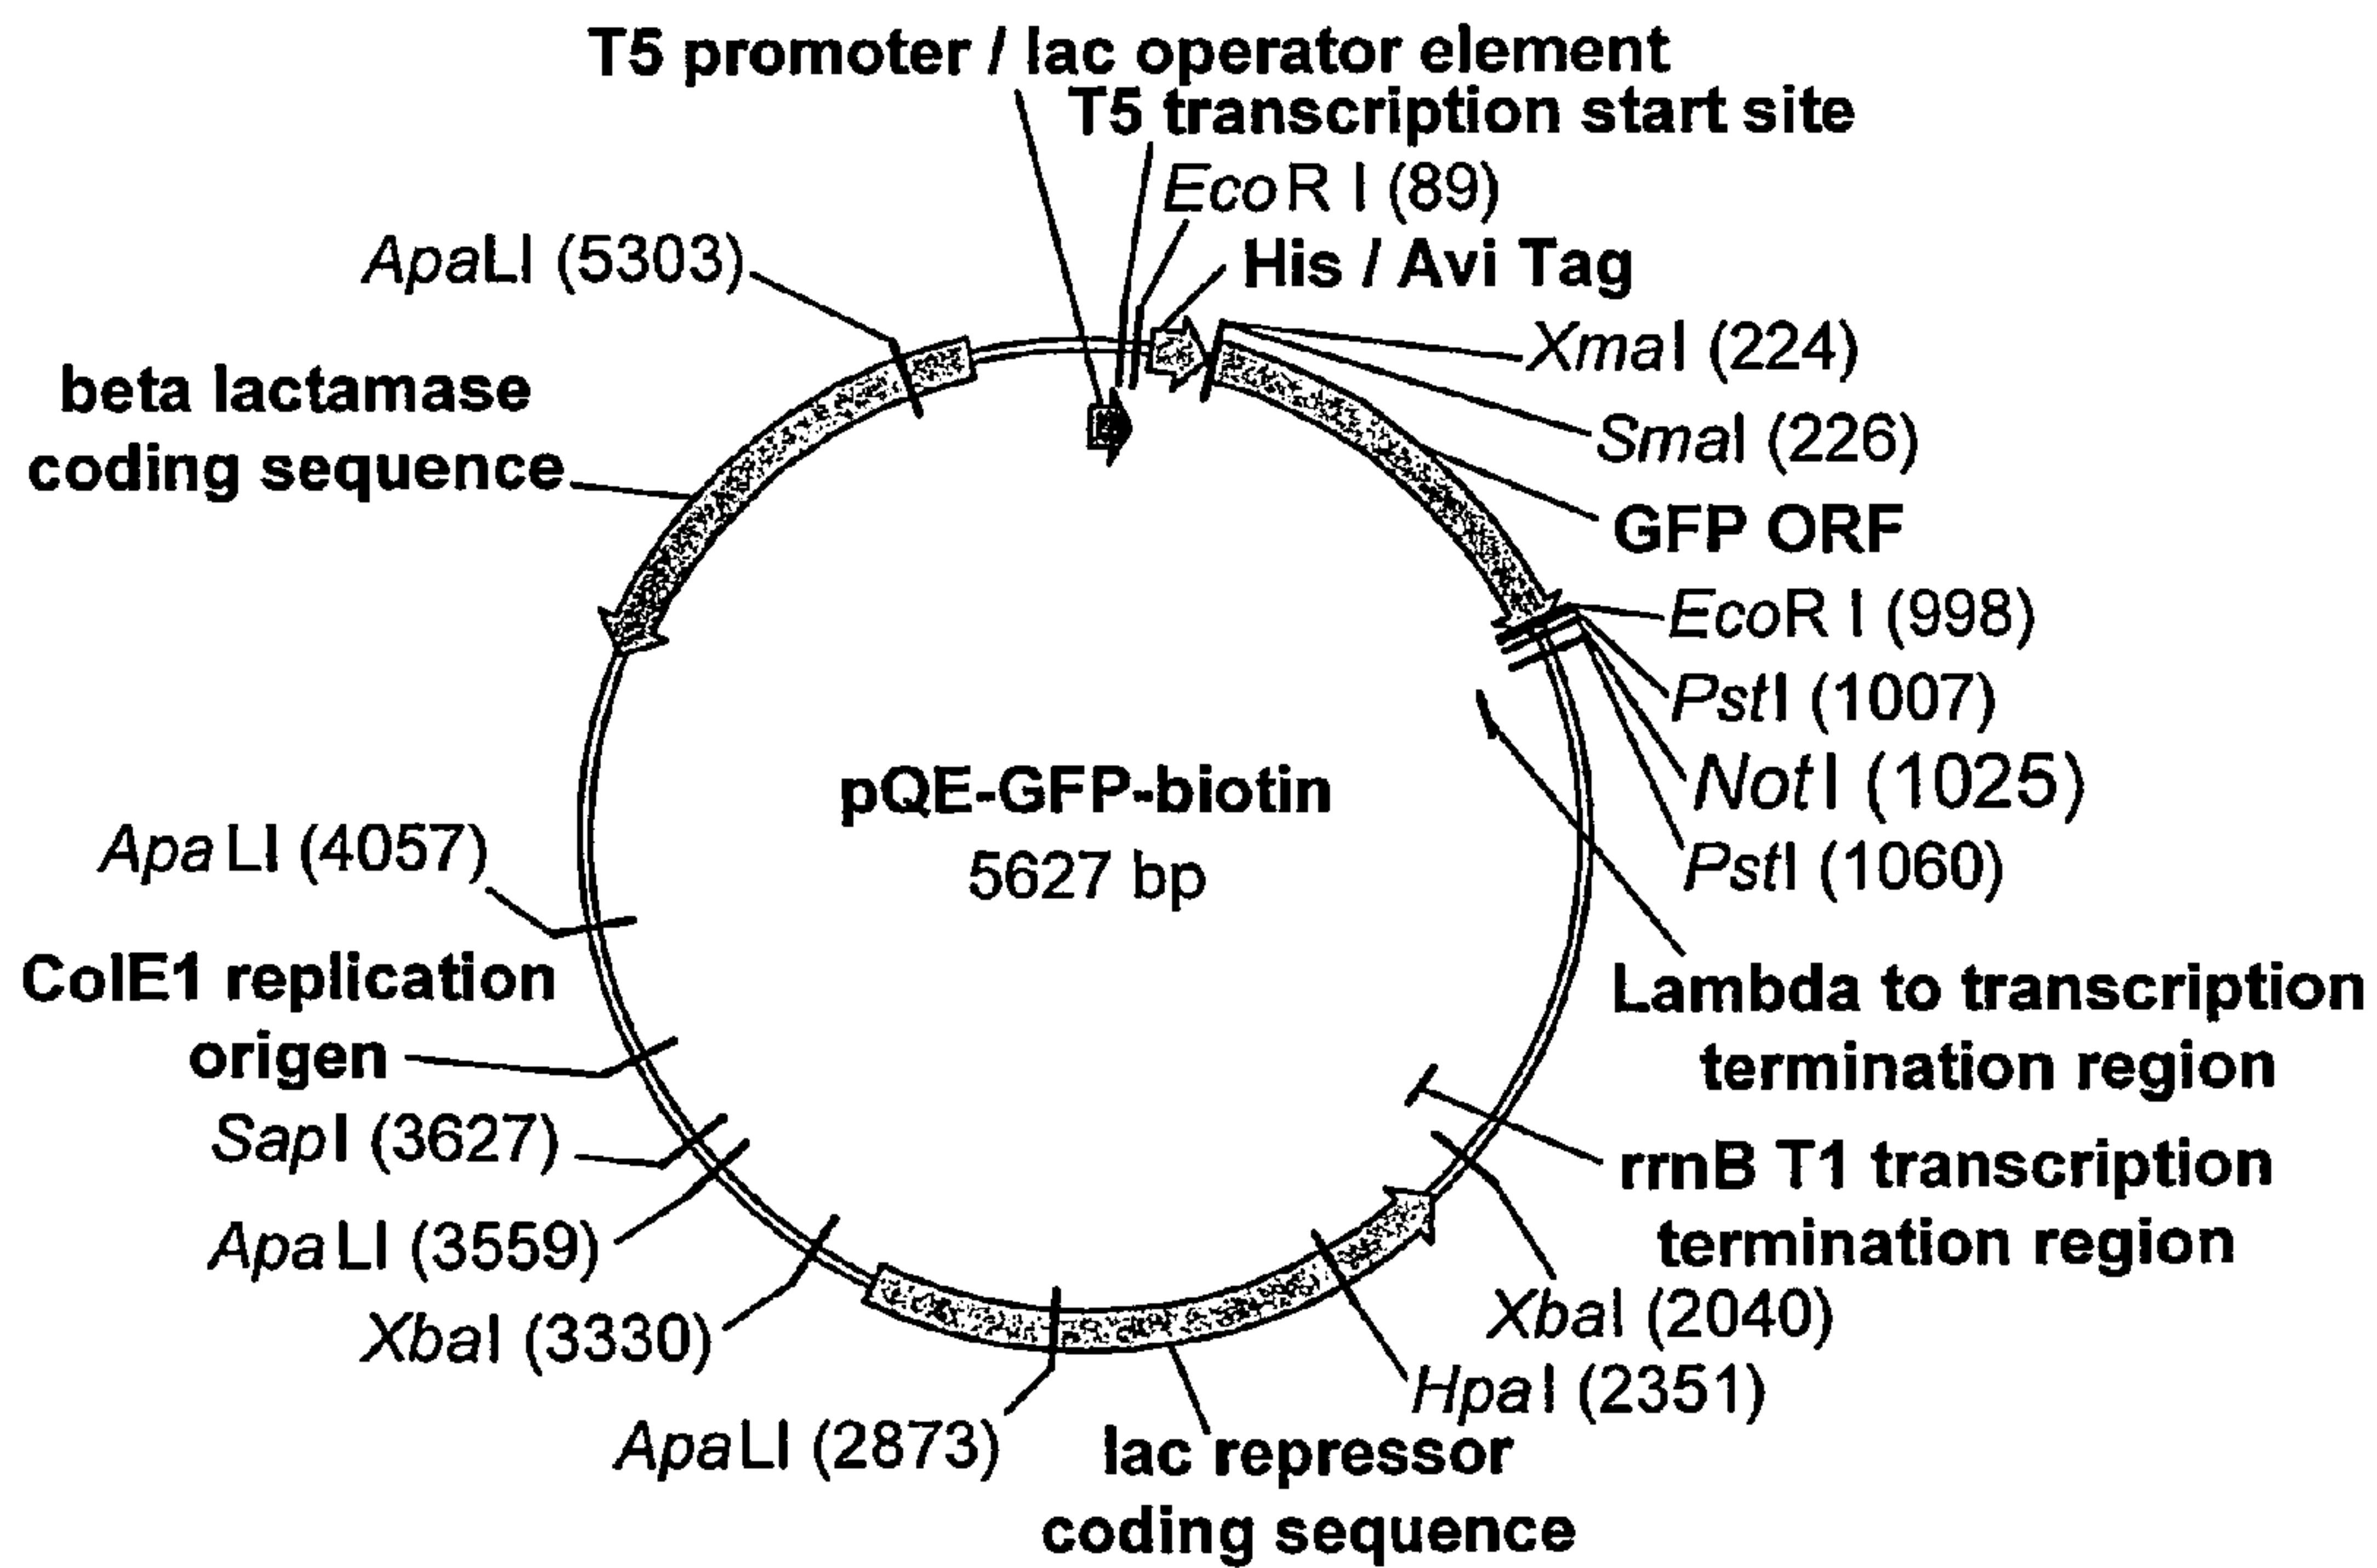 T5 promoter / lac operator element
T5 transcription start site
EcoR I (89)
His / Avi Tag
ApaLI (5303)
XmaI (224)
beta lactamase
coding sequence
SmaI (226)
GFP ORF
EcoR I (998)
PstI (1007)
NotI (1025)
PstI (1060)
pQE-GFP-biotin
5627 bp
ApaLI (4057)
ColE1 replication
origen
Lambda to transcription
termination region
SapI (3627)
rrnB T1 transcription
termination region
ApaLI (3559)
XbaI (3330)
XbaI (2040)
HpaI (2351)
ApaLI (2873)
lac repressor
coding sequence